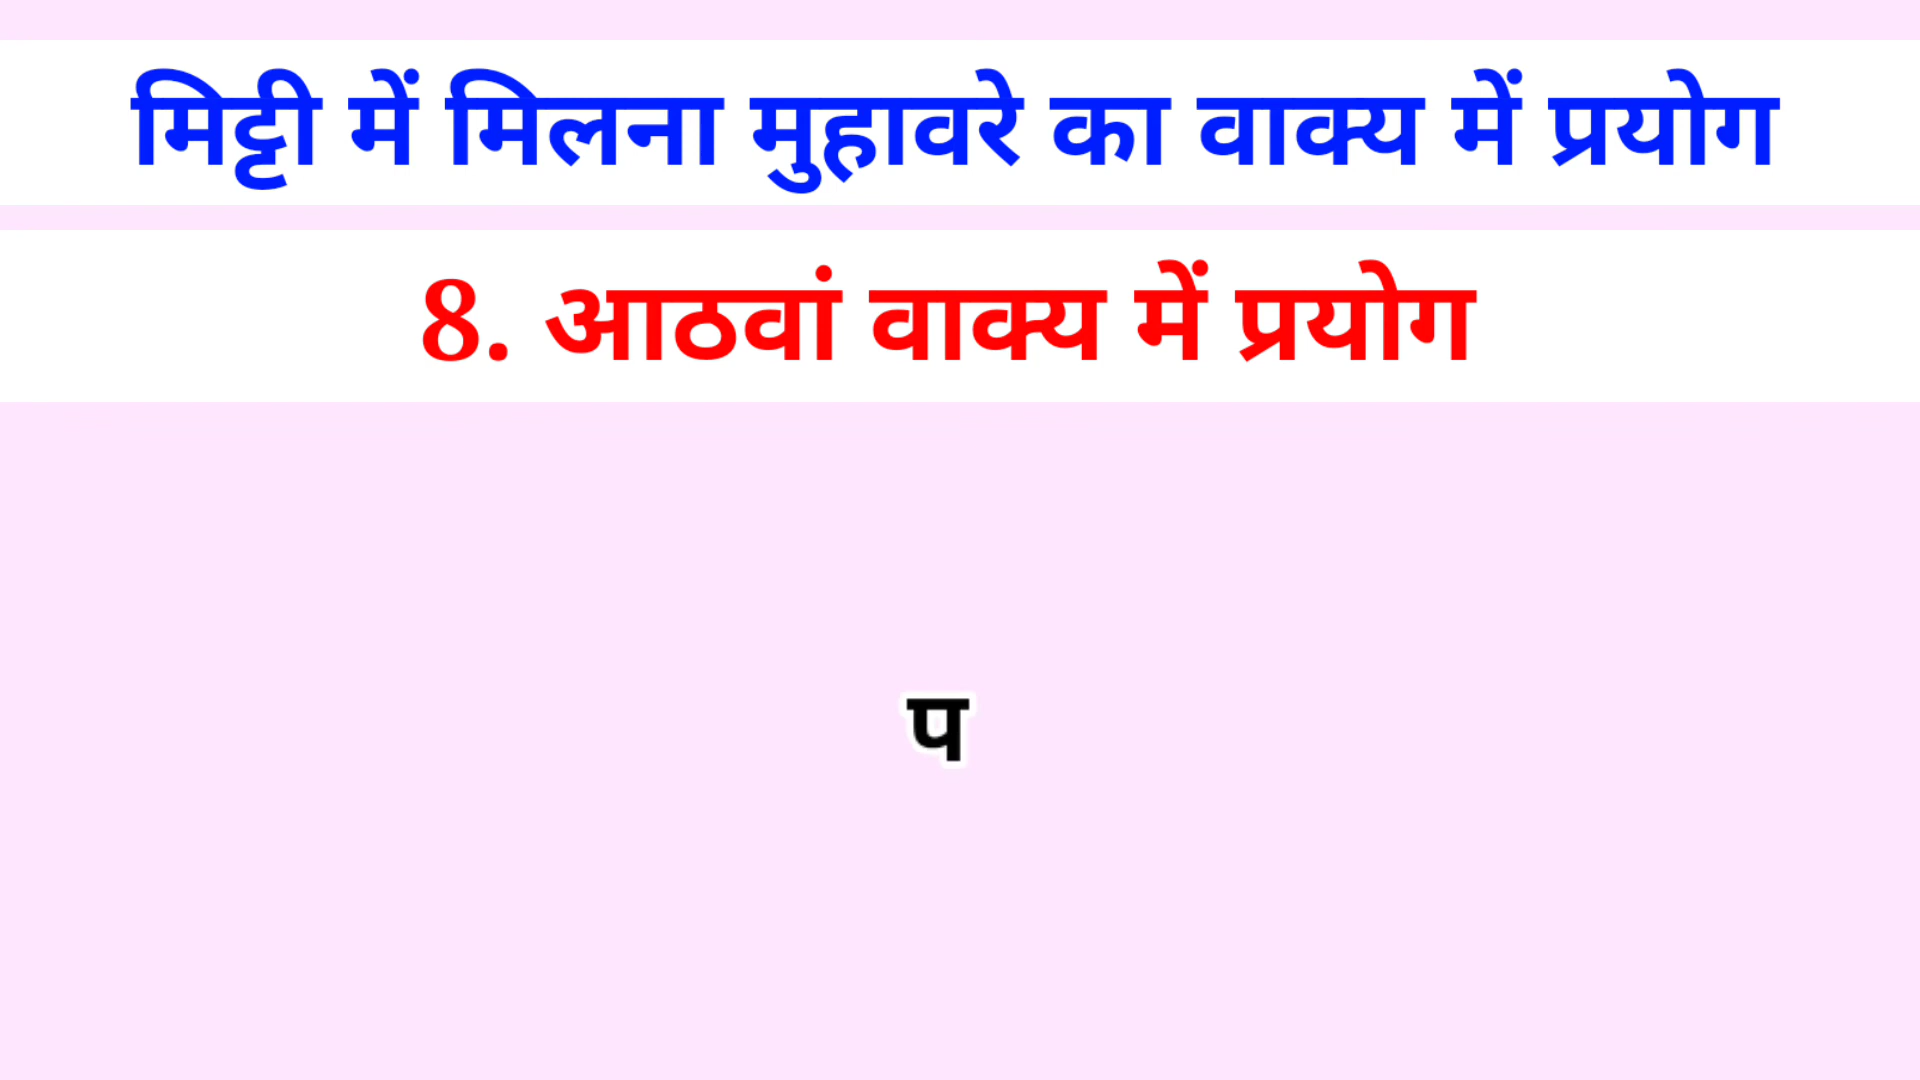 मिट्टी में मिलना मुहावरे का वाक्य में प्रयोग
8. आठवां वाक्य में प्रयोग
प